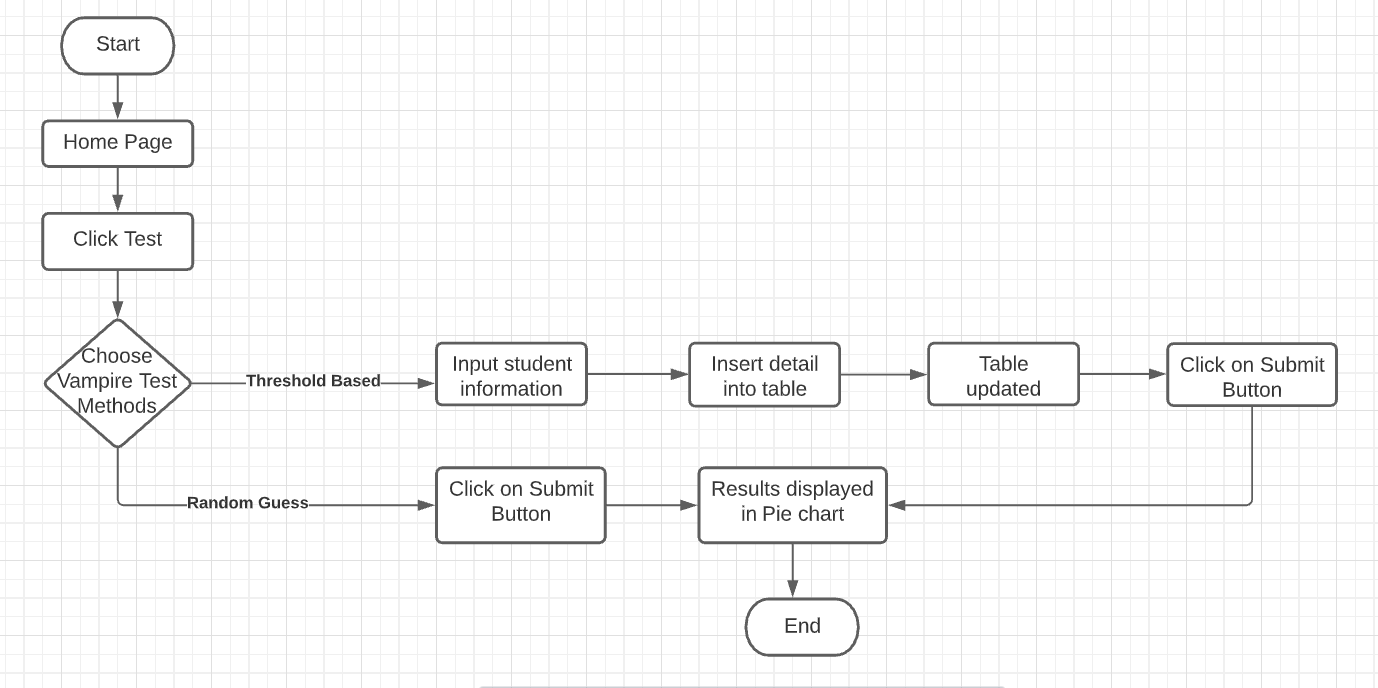 Start
Home Page
Click Test
Choose
Vampire Test
Methods
Threshold Based
Input student
information
Insert detail
into table
Table
updated
Click on Submit
Button
Random Guess
Click on Submit
Button
Results displayed
in Pie chart
End